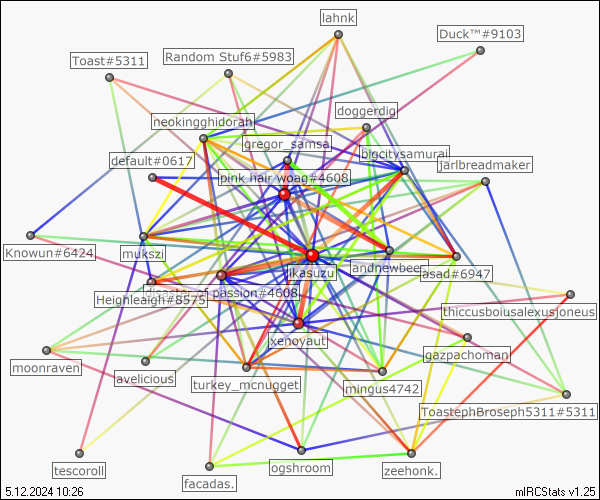 lahnk
Duck™#9103
Toast#5311
Random Stuf6#5983
doggerdig
neokingghidorah
gregor_samsa.
bigcitysamurai
default#0617
jarlbreadmaker
pink hair woag#4608
Knowun#6424
mukszi
ikasuzu
andnewbeer
asad#6947
disaster of passion#4608
Heighleaigh#8575
thiccusboiusalexusjoneus
xenoyaut
gazpachoman
moonraven
avelicious
turkey_mcnugget
mingus4742
ToastephBroseph5311#5311
tescoroll
facadas.
ogshroom
zeehonk.
5.12.2024 10:26
mIRCStats v1.25